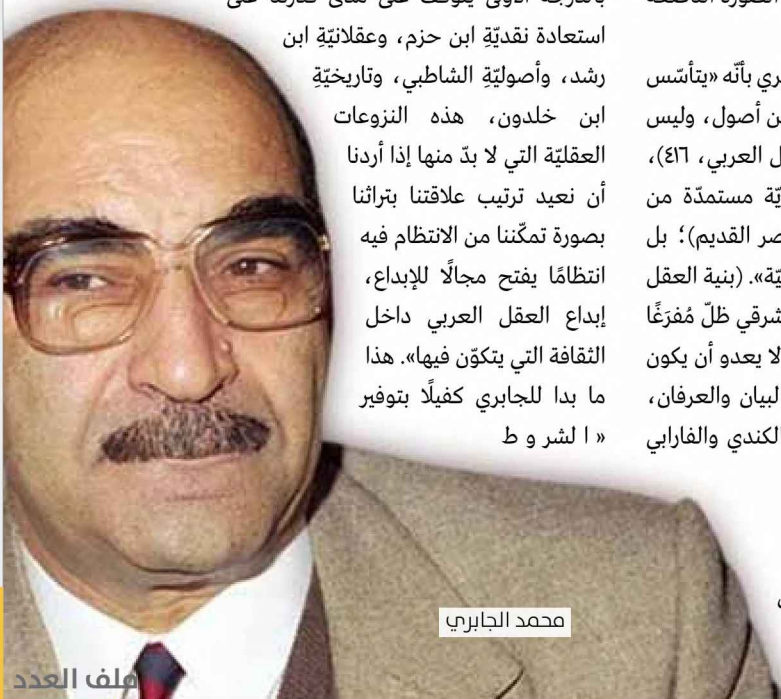 الصورة
ري بأنّه «يتأسّس
ن أصول، وليس
ل العربي، ٤١٦)،
يّة مستمدّة من
صر القديم)؛ بل
يّة». (بنية العقل
شرقي ظلّ مُفرَغًا
لا يعدو أن يكون
لبيان والعرفان،
لكندي والفارابي
استعادة نقديّةِ ابن حزم، وعقلانيّةِ ابن
رشد، وأصوليّةِ الشاطبي، وتاريخيّةِ
ابن خلدون، هذه النزوعات
العقليّة التي لا بدّ منها إذا أردنا
أن نعيد ترتيب علاقتنا بتراثنا
بصورة تمكّننا من الانتظام فيه
انتظامًا يفتح مجالًا للإبداع،
إبداع العقل العربي داخل
الثقافة التي يتكوّن فيها». هذا
ما بدا للجابري كفيلًا بتوفير
« ا لشر و ط
محمد الجابري
ملف العدد